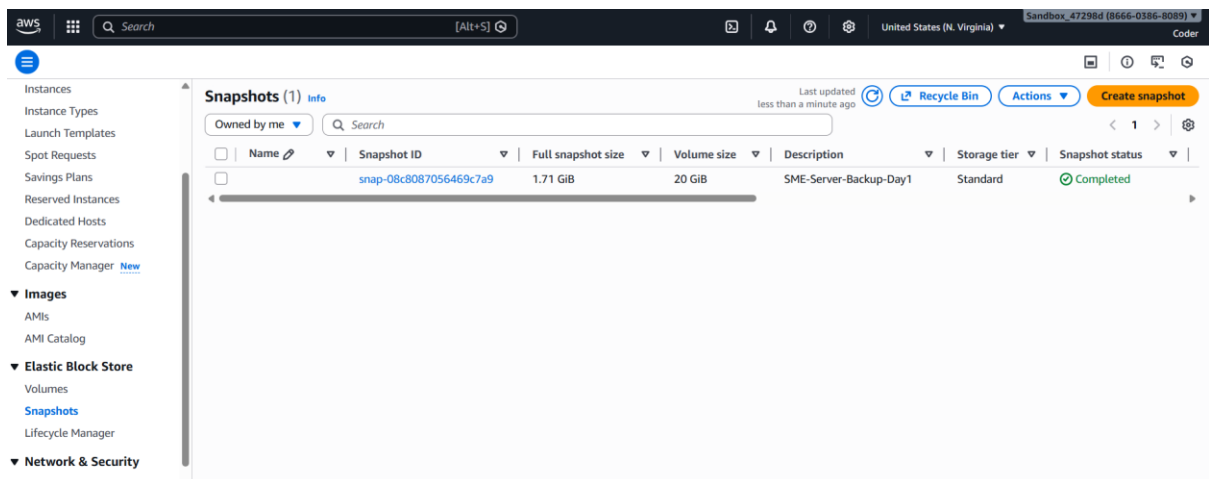 aws
Search [Alt+S]
United States (N. Virginia) ▼
Sandbox_47298d (8666-0386-8089) ▼
Coder
Instances
Instance Types
Launch Templates
Spot Requests
Savings Plans
Reserved Instances
Dedicated Hosts
Capacity Reservations
Capacity Manager New
▼ Images
AMIs
AMI Catalog
▼ Elastic Block Store
Volumes
Snapshots
Lifecycle Manager
▼ Network & Security
Snapshots (1) Info
Last updated
less than a minute ago
Recycle Bin
Actions ▼
Create snapshot
Owned by me ▼
Search
1
Name Snapshot ID Full snapshot size Volume size Description Storage tier Snapshot status
snap-08c8087056469c7a9 1.71 GiB 20 GiB SME-Server-Backup-Day1 Standard Completed